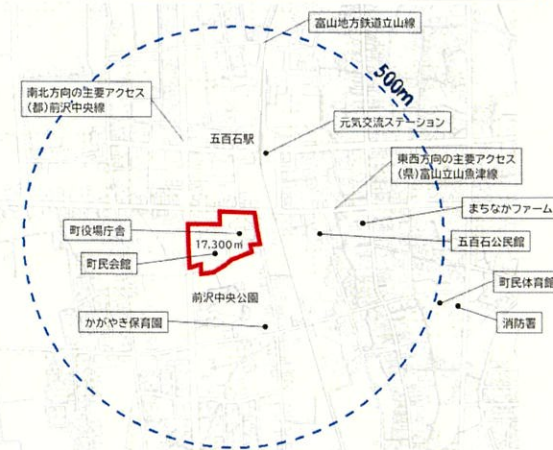 富山地方鉄道立山線
500m
南北方向の主要アクセス
(都)前沢中央線
元気交流ステーション
五百石駅
東西方向の主要アクセス
(県)富山立山魚津線
まちなかファーム
町役場庁舎
17,300㎡
五百石公民館
町民会館
町民体育館
前沢中央公園
かがやき保育園
消防署